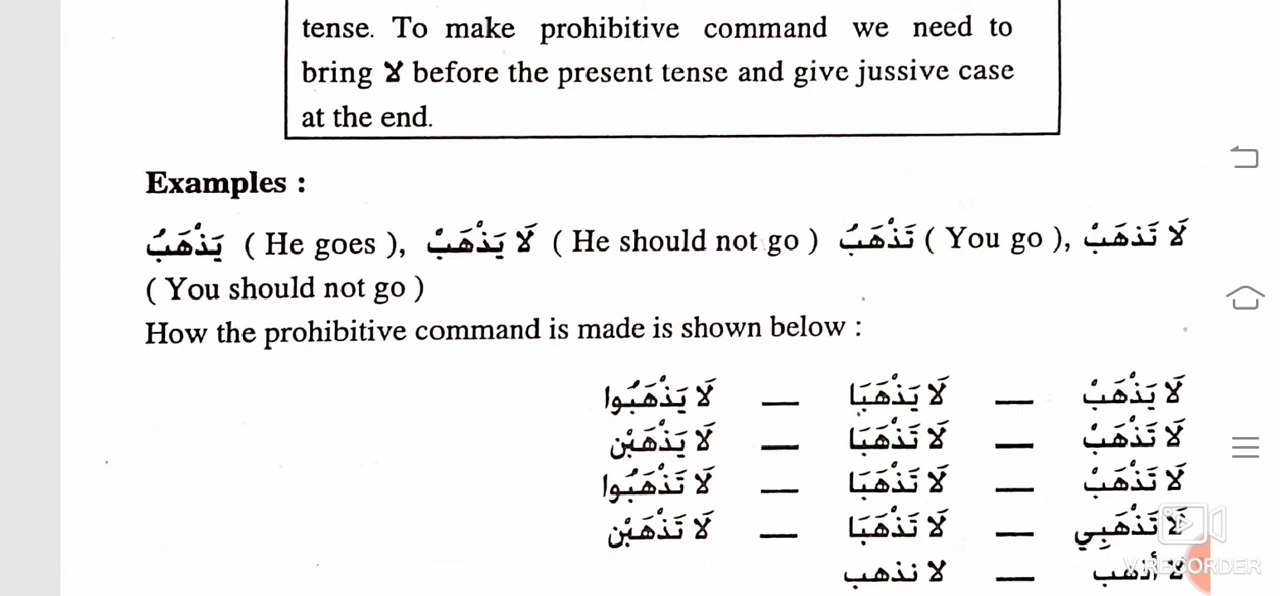 tense. To make prohibitive command we need to
bring لا before the present tense and give jussive case
at the end.
Examples :
يَذْهَبُ ( He goes ), لَا يَذْهَبْ ( He should not go ) تَذْهَبُ ( You go ), لَا تَذهَبْ
( You should not go )
How the prohibitive command is made is shown below :
لَا يَذْهَبْ — لَا يَذْهَبَا — لَا يَذْهَبُوا
لَا تَذْهَبْ — لَا تَذْهَبَا — لَا يَذْهَبْن
لَا تَذْهَبْ — لَا تَذْهَبَا — لَا تَذْهَبُوا
لَا تَذْهَبِي — لَا تَذْهَبَا — لَا تَذْهَبْن
لا أذهب — لا نذهب
V RECORDER